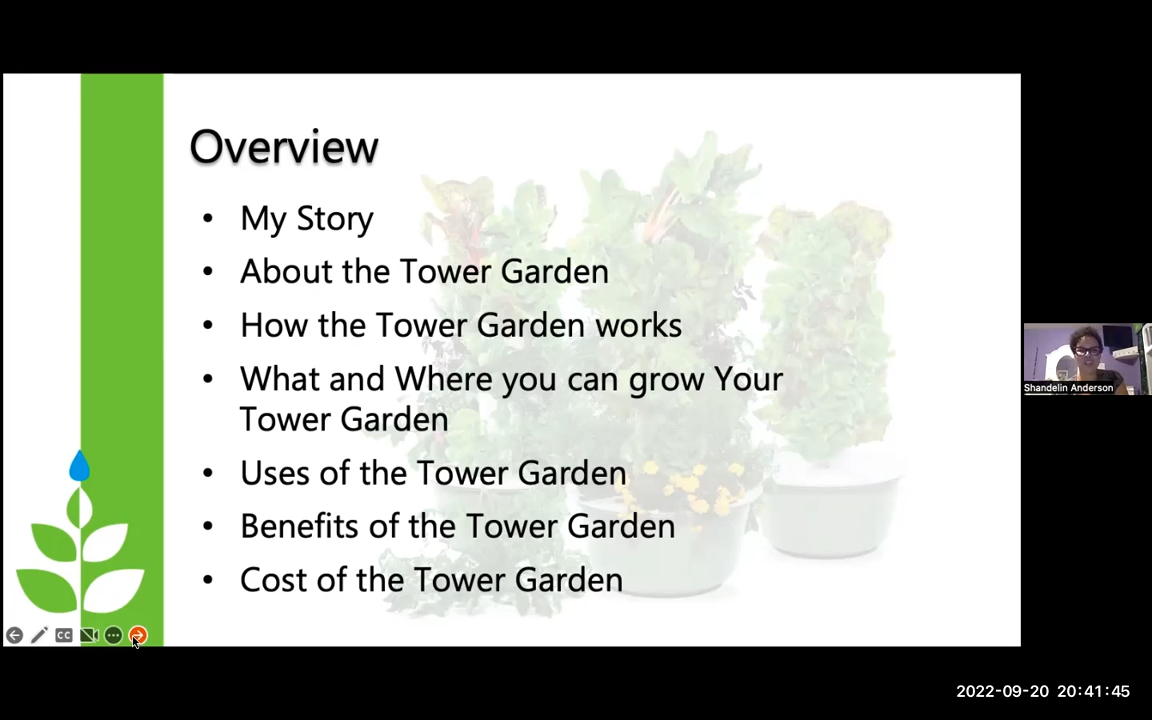 Overview
• My Story
• About the Tower Garden
• How the Tower Garden works
• What and Where you can grow Your
Tower Garden
• Uses of the Tower Garden
• Benefits of the Tower Garden
• Cost of the Tower Garden
CC
Shandelin Anderson
2022-09-20 20:41:45